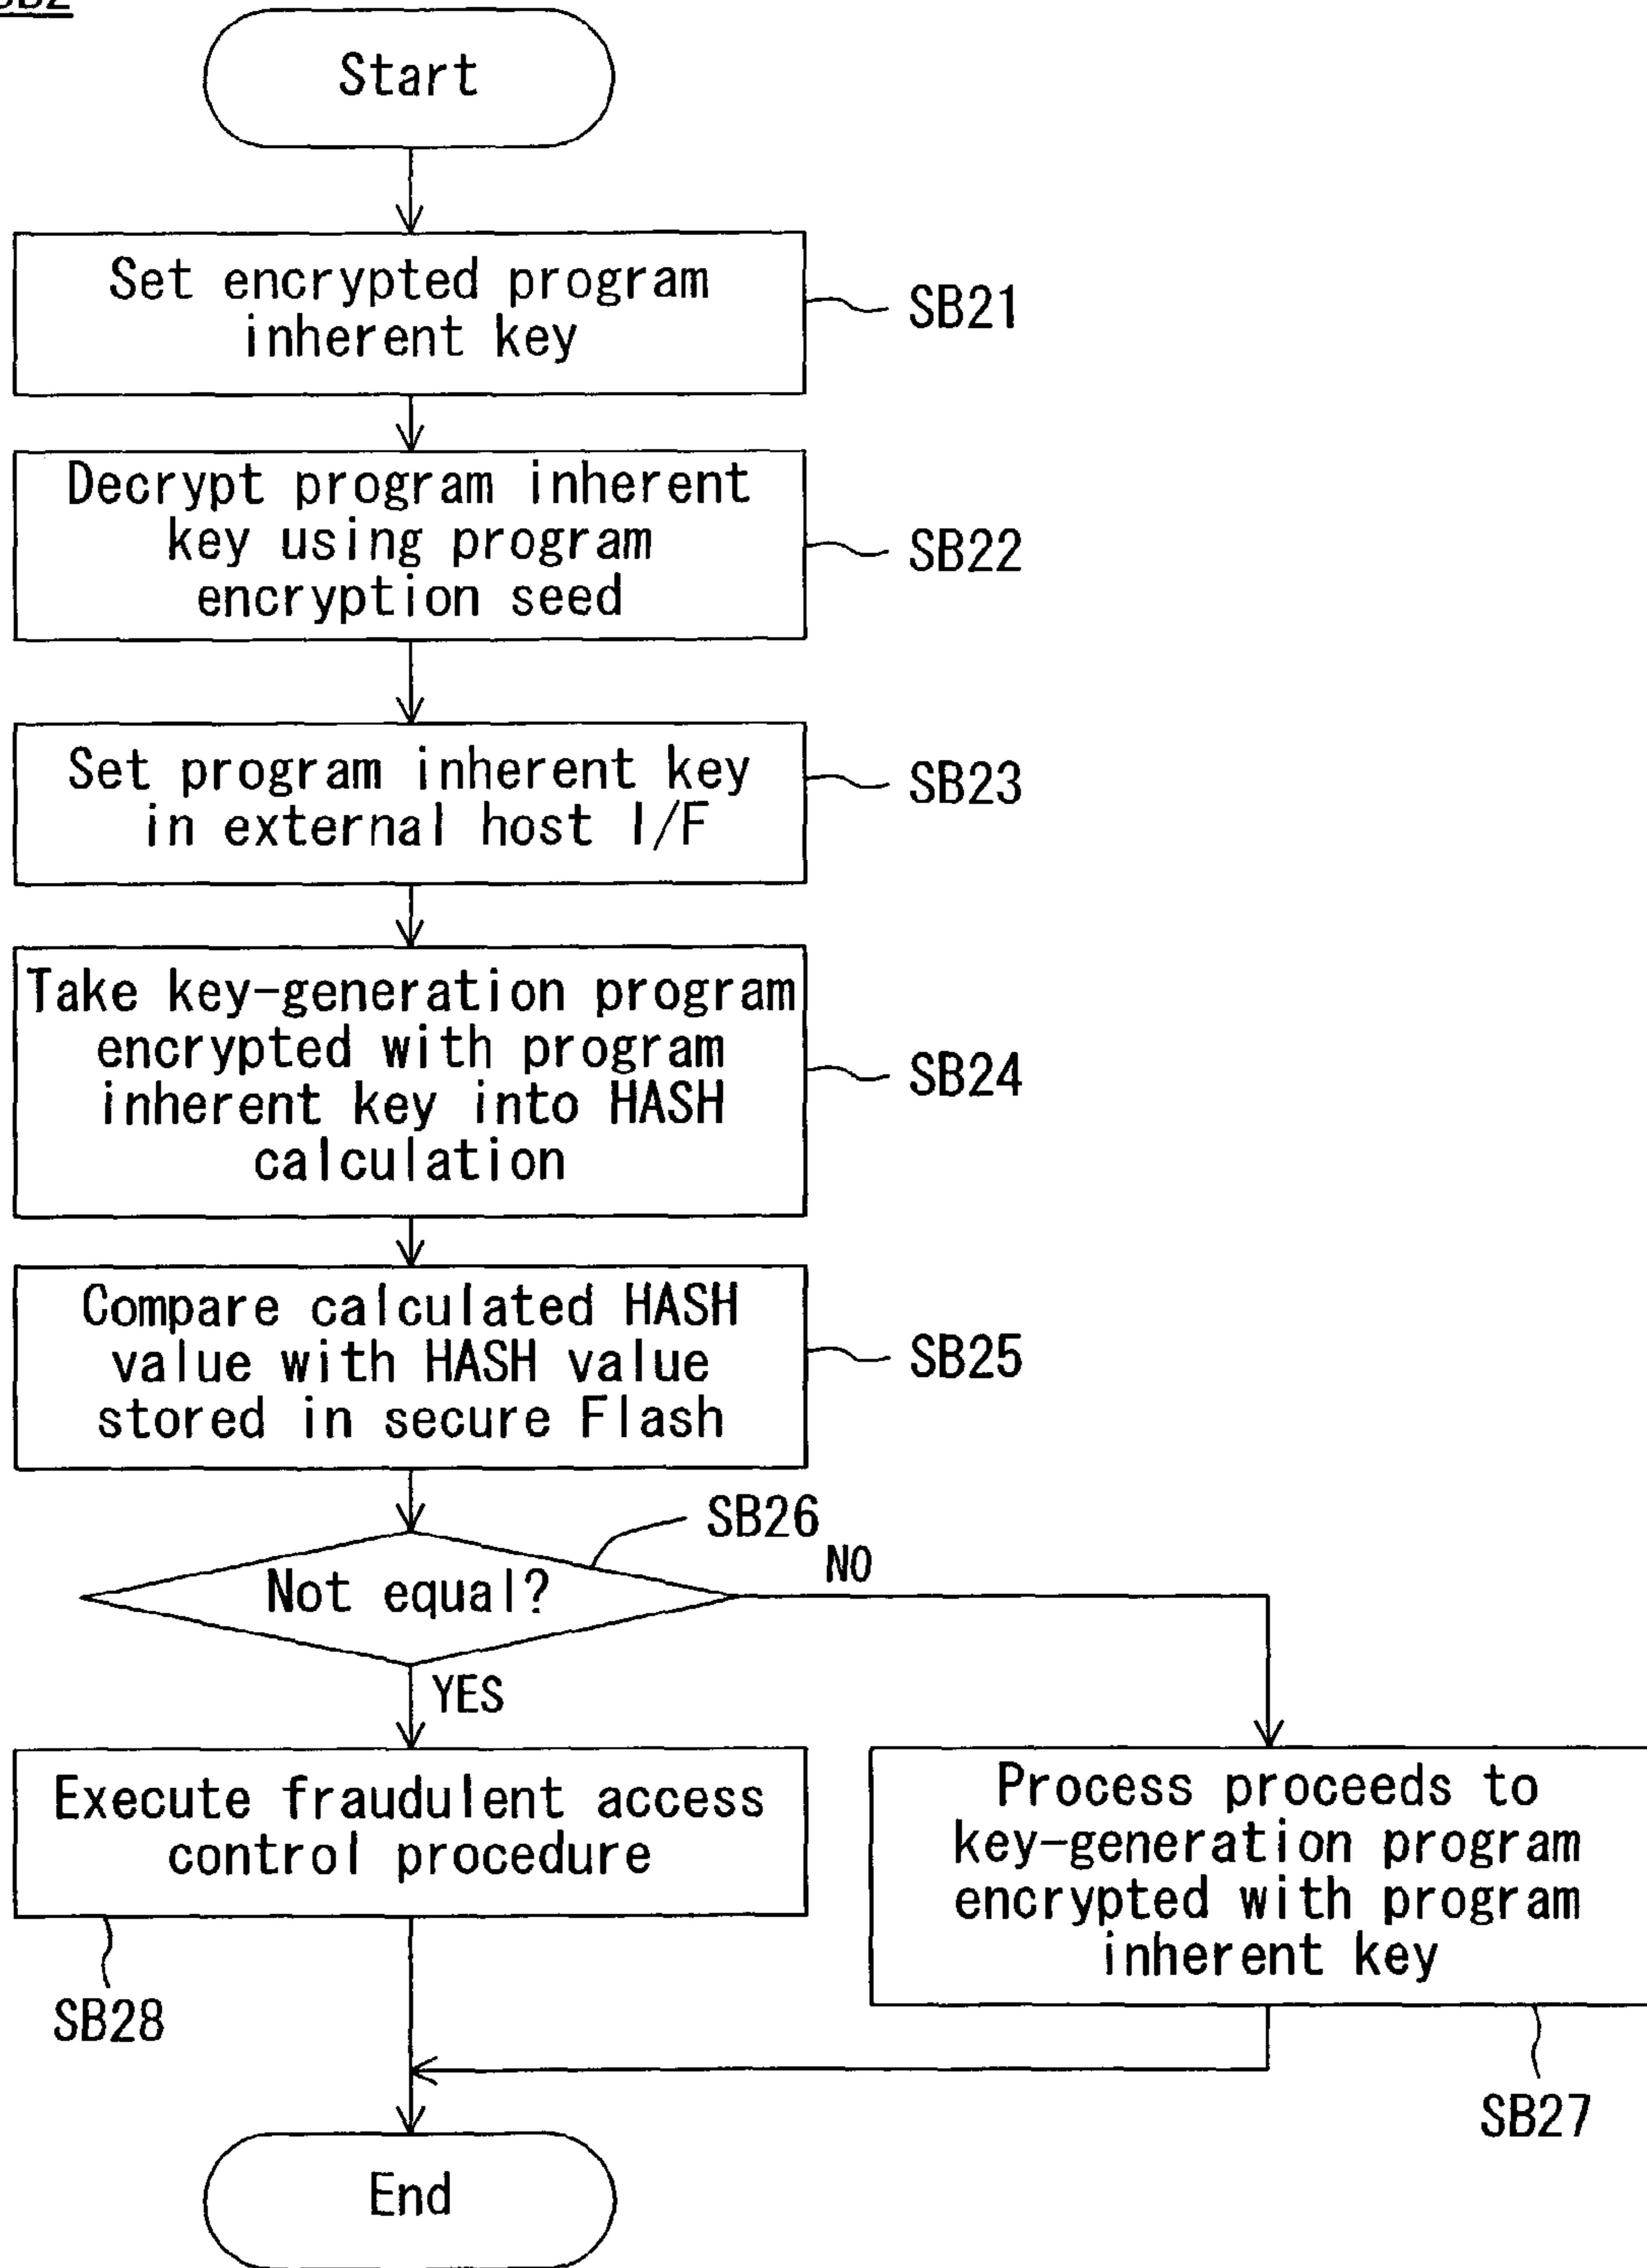 Start
Set encrypted program
inherent key
SB21
Decrypt program inherent
key using program
encryption seed
SB22
Set program inherent key
in external host I/F
SB23
Take key-generation program
encrypted with program
inherent key into HASH
calculation
SB24
Compare calculated HASH
value with HASH value
stored in secure Flash
SB25
SB26
Not equal?
NO
YES
Execute fraudulent access
control procedure
SB28
Process proceeds to
key-generation program
encrypted with program
inherent key
SB27
End